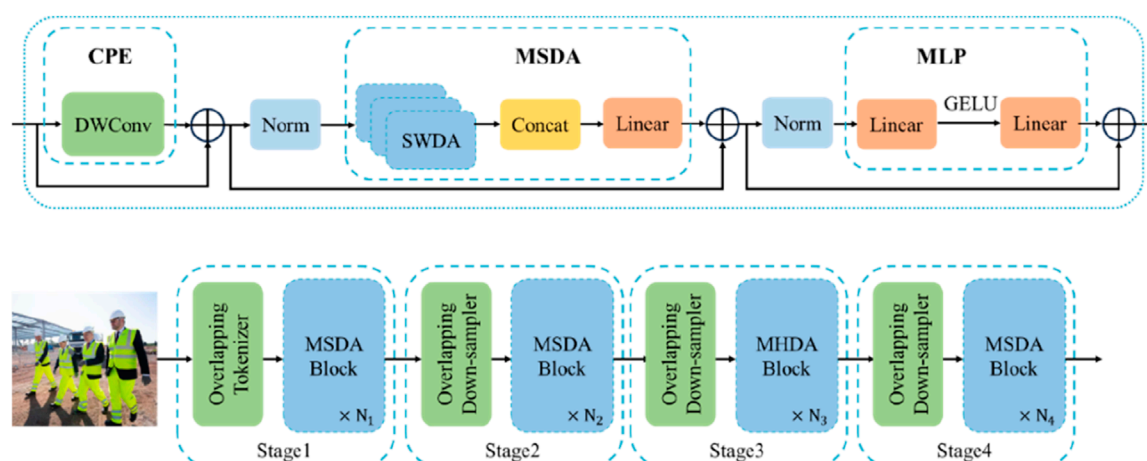 CPE
MSDA
MLP
DWConv
Norm
SWDA
Concat
Linear
Norm
Linear
GELU
Linear
Overlapping
Tokenizer
MSDA
Block
× N₁
Stage1
Overlapping
Down-sampler
MSDA
Block
× N₂
Stage2
Overlapping
Down-sampler
MHDA
Block
× N₃
Stage3
Overlapping
Down-sampler
MSDA
Block
× N₄
Stage4